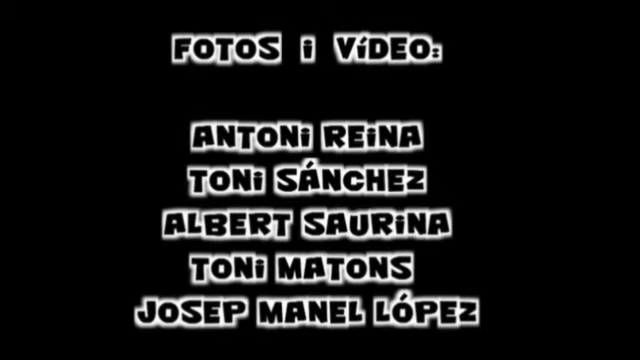 FOTOS i VÍDEO:
ANTONi REiNA
TONi SÁNCHEZ
ALBERT SAURiNA
TONi MATONS
JOSEP MANEL LÓPEZ